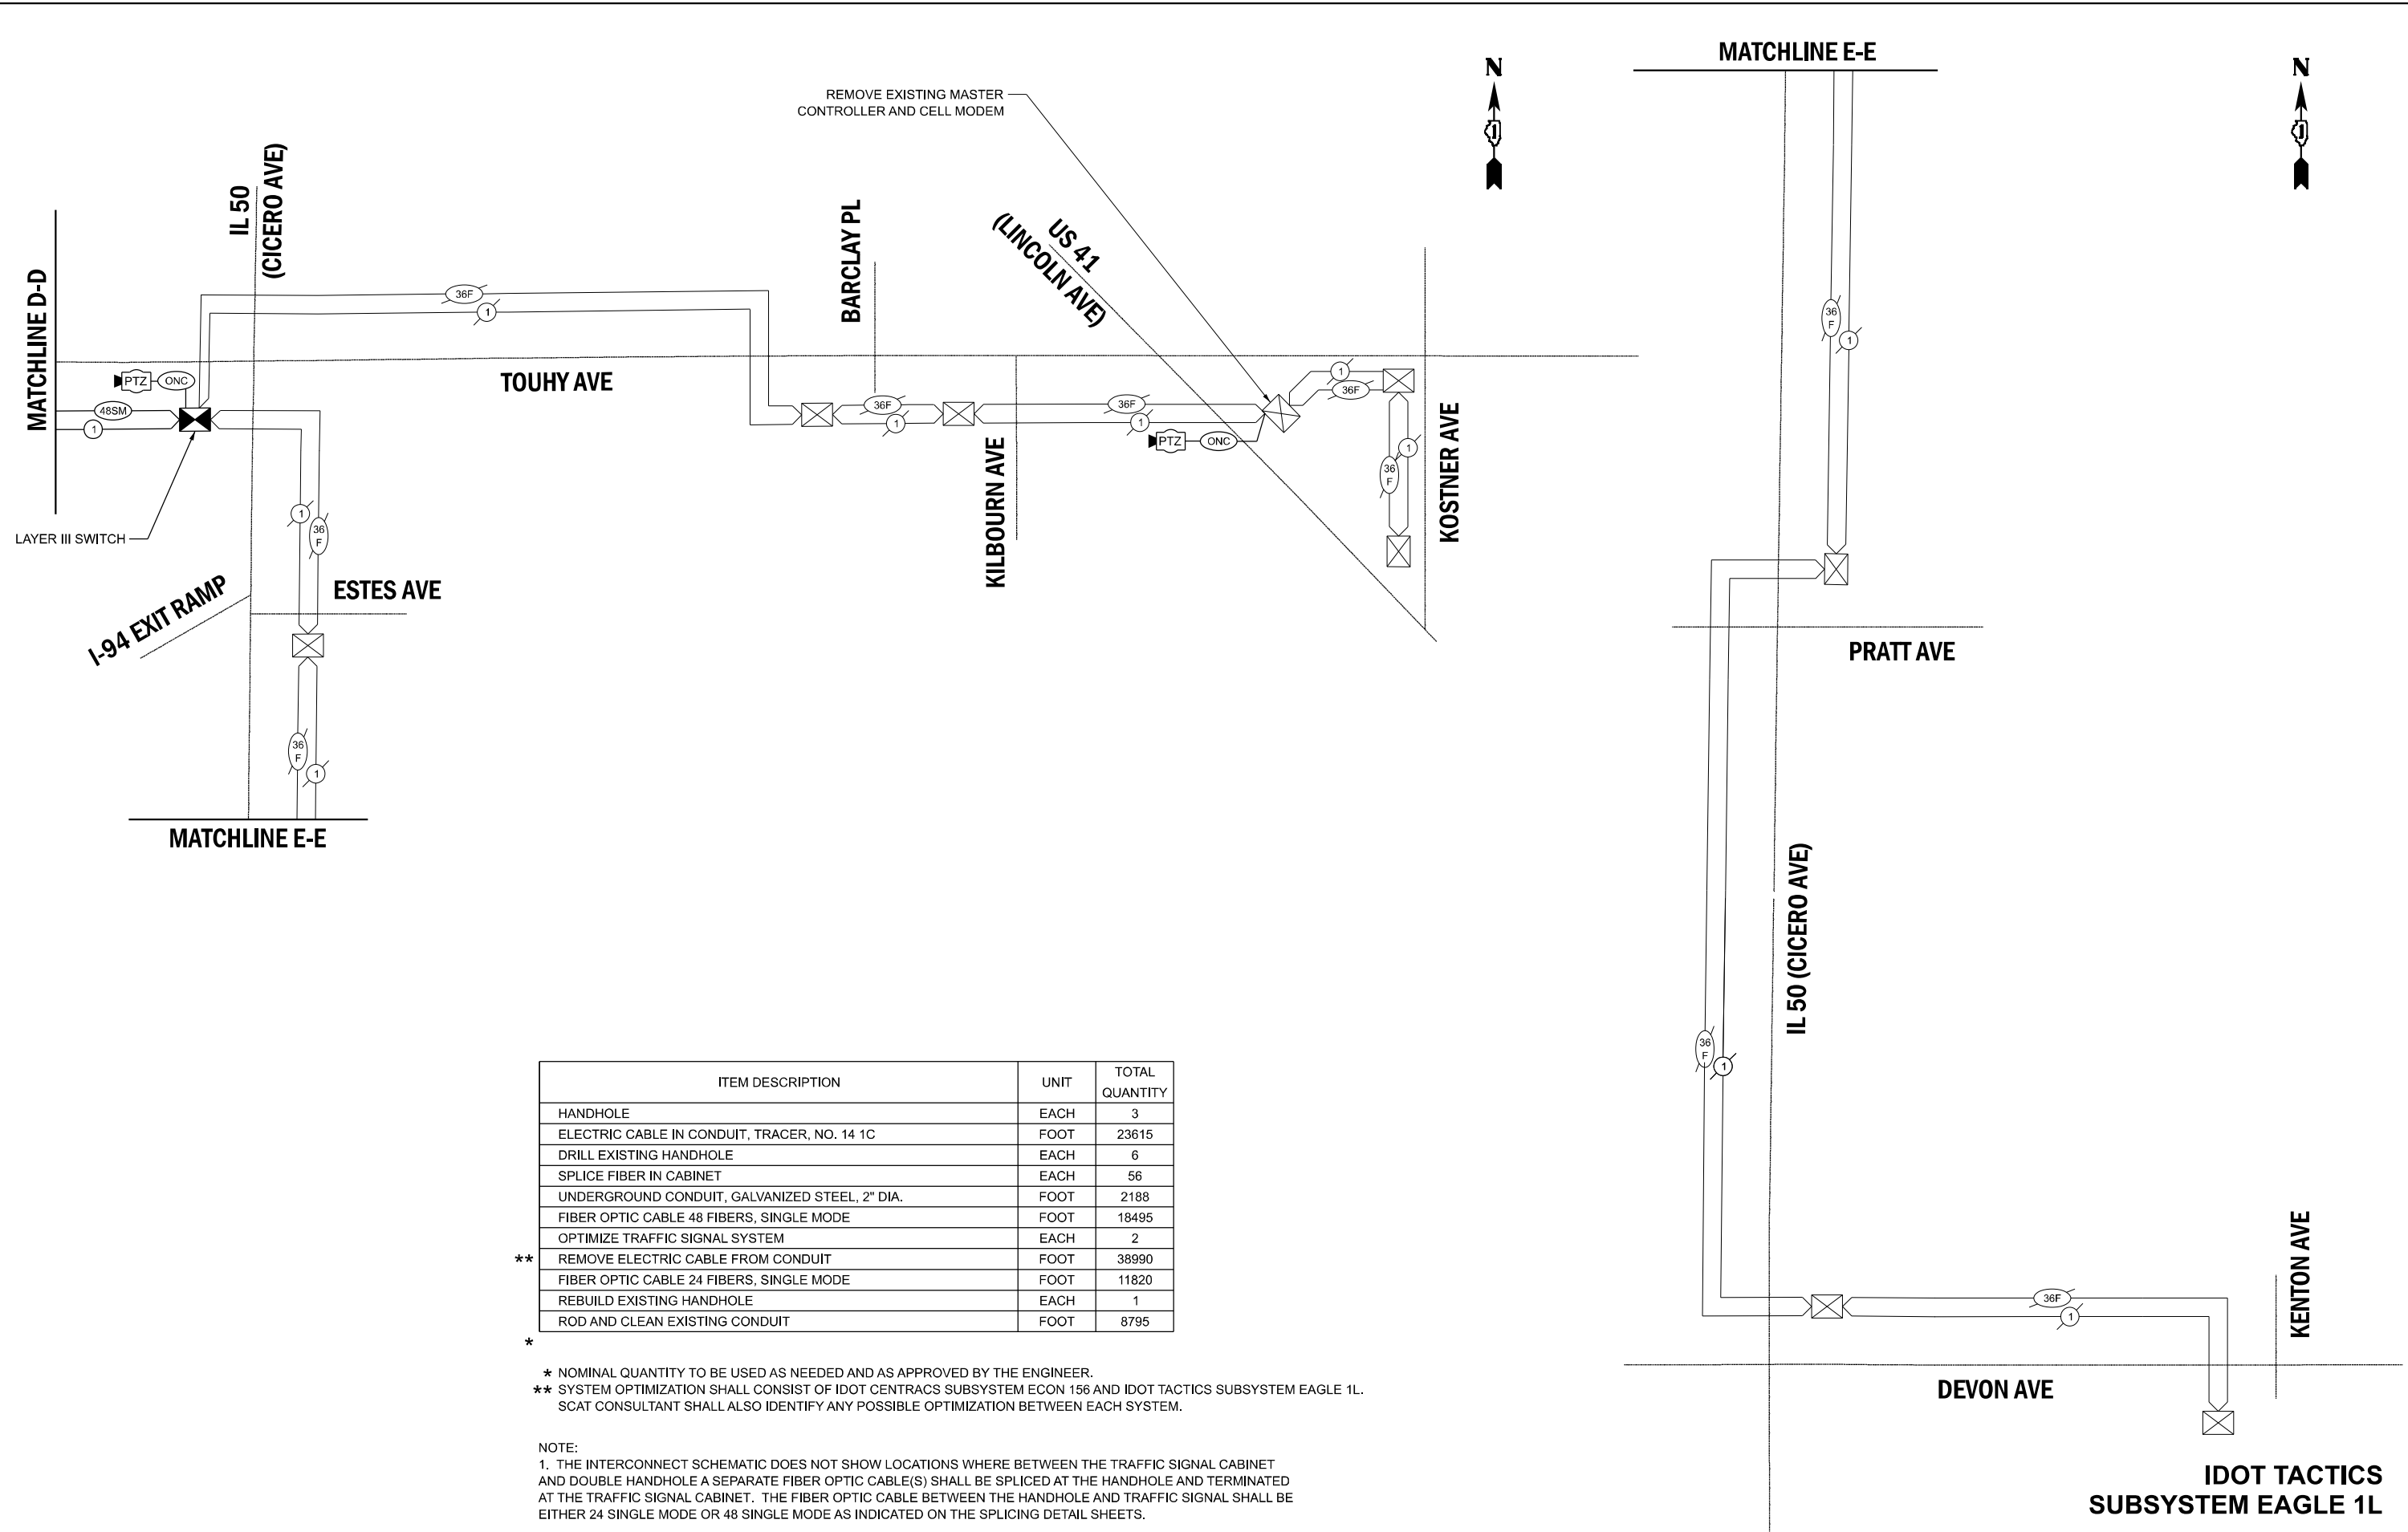 MATCHLINE E-E
N
N
1
1
REMOVE EXISTING MASTER
CONTROLLER AND CELL MODEM
IL 50
(CICERO AVE)
BARCLAY PL
US 41
(LINCOLN AVE)
MATCHLINE D-D
36F
1
36
F
1
TOUHY AVE
PTZ
ONC
48SM
1
36F
1
36F
1
1
36F
PTZ
ONC
1
36
F
KILBOURN AVE
KOSTNER AVE
1
36
F
LAYER III SWITCH
I-94 EXIT RAMP
ESTES AVE
PRATT AVE
36
F
1
MATCHLINE E-E
IL 50 (CICERO AVE)
36
F
1
KENTON AVE
36F
1
DEVON AVE
ITEM DESCRIPTION UNIT TOTAL QUANTITY
HANDHOLE EACH 3
ELECTRIC CABLE IN CONDUIT, TRACER, NO. 14 1C FOOT 23615
DRILL EXISTING HANDHOLE EACH 6
SPLICE FIBER IN CABINET EACH 56
UNDERGROUND CONDUIT, GALVANIZED STEEL, 2" DIA. FOOT 2188
FIBER OPTIC CABLE 48 FIBERS, SINGLE MODE FOOT 18495
OPTIMIZE TRAFFIC SIGNAL SYSTEM EACH 2
** REMOVE ELECTRIC CABLE FROM CONDUIT FOOT 38990
FIBER OPTIC CABLE 24 FIBERS, SINGLE MODE FOOT 11820
REBUILD EXISTING HANDHOLE EACH 1
ROD AND CLEAN EXISTING CONDUIT FOOT 8795
*
* NOMINAL QUANTITY TO BE USED AS NEEDED AND AS APPROVED BY THE ENGINEER.
** SYSTEM OPTIMIZATION SHALL CONSIST OF IDOT CENTRACS SUBSYSTEM ECON 156 AND IDOT TACTICS SUBSYSTEM EAGLE 1L.
SCAT CONSULTANT SHALL ALSO IDENTIFY ANY POSSIBLE OPTIMIZATION BETWEEN EACH SYSTEM.
NOTE:
1. THE INTERCONNECT SCHEMATIC DOES NOT SHOW LOCATIONS WHERE BETWEEN THE TRAFFIC SIGNAL CABINET
AND DOUBLE HANDHOLE A SEPARATE FIBER OPTIC CABLE(S) SHALL BE SPLICED AT THE HANDHOLE AND TERMINATED
AT THE TRAFFIC SIGNAL CABINET. THE FIBER OPTIC CABLE BETWEEN THE HANDHOLE AND TRAFFIC SIGNAL SHALL BE
EITHER 24 SINGLE MODE OR 48 SINGLE MODE AS INDICATED ON THE SPLICING DETAIL SHEETS.
IDOT TACTICS
SUBSYSTEM EAGLE 1L